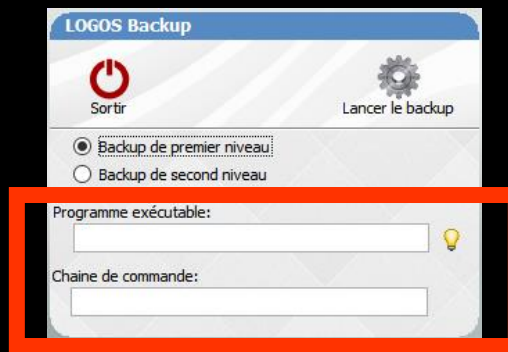 LOGOS Backup
Sortir
Lancer le backup
Backup de premier niveau
Backup de second niveau
Programme exécutable:
Chaine de commande: